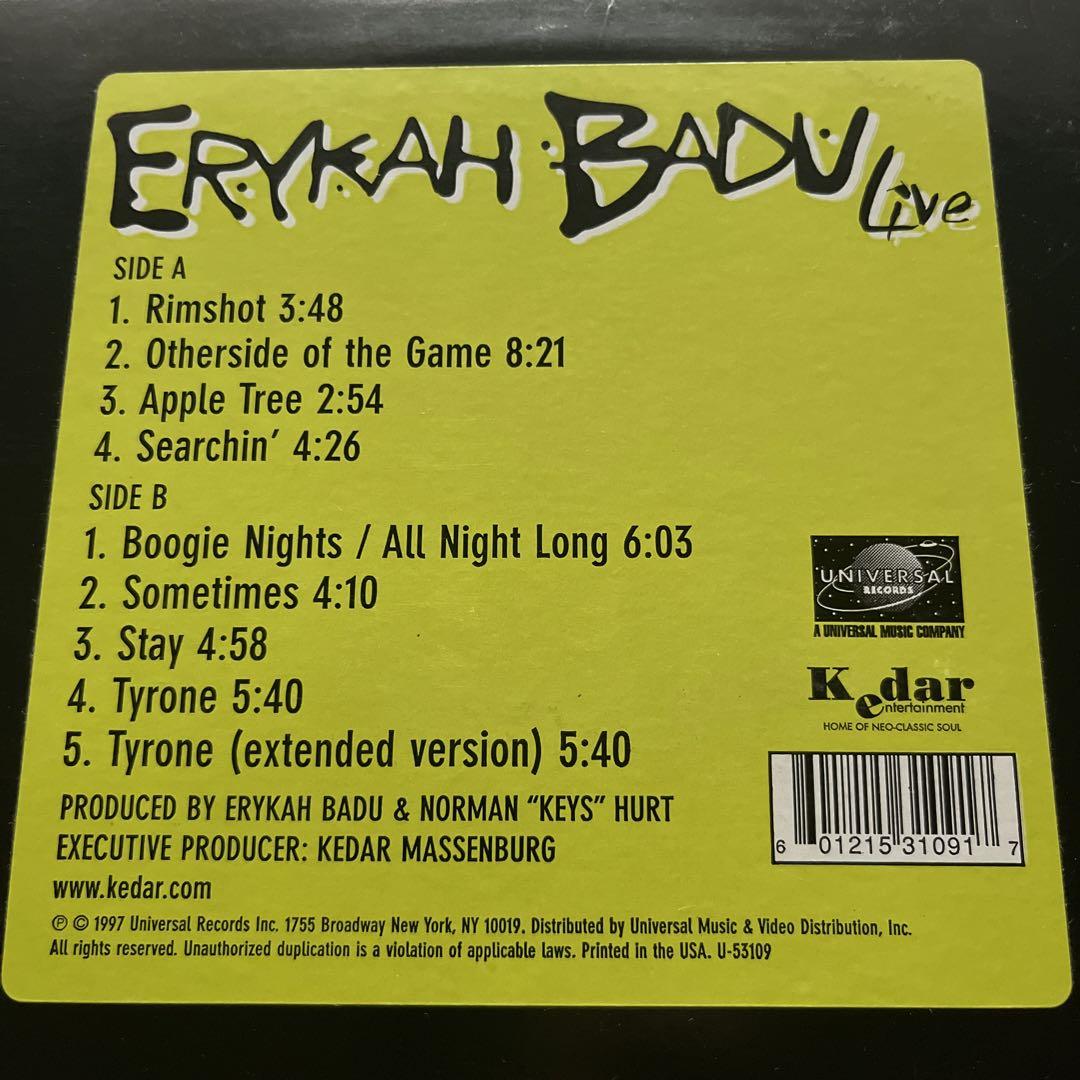 ERYKAH BADU Live
SIDE A
1. Rimshot 3:48
2. Otherside of the Game 8:21
3. Apple Tree 2:54
4. Searchin’ 4:26
SIDE B
1. Boogie Nights / All Night Long 6:03
2. Sometimes 4:10
3. Stay 4:58
4. Tyrone 5:40
5. Tyrone (extended version) 5:40
PRODUCED BY ERYKAH BADU & NORMAN “KEYS” HURT
EXECUTIVE PRODUCER: KEDAR MASSENBURG
www.kedar.com
℗ © 1997 Universal Records Inc. 1755 Broadway New York, NY 10019. Distributed by Universal Music & Video Distribution, Inc.
All rights reserved. Unauthorized duplication is a violation of applicable laws. Printed in the USA. U-53109
UNIVERSAL
RECORDS
A UNIVERSAL MUSIC COMPANY
Kedar
entertainment
HOME OF NEO-CLASSIC SOUL
6 01215 31091 7